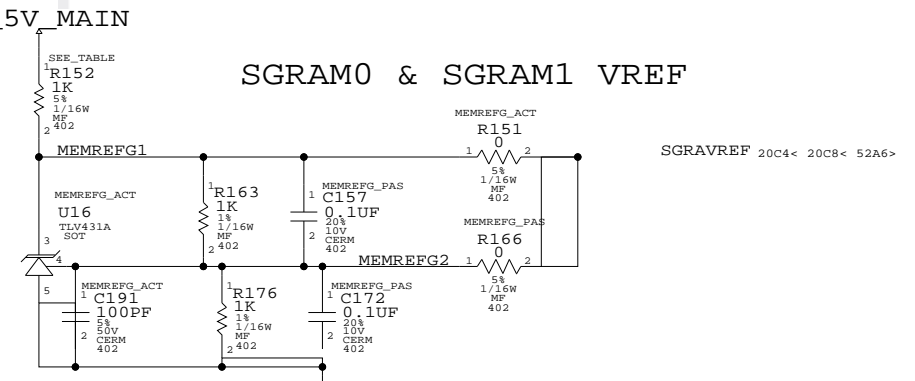 _5V_MAIN
SGRAM0 & SGRAM1 VREF
SEE_TABLE
1
R152
1K
5%
1/16W
MF
402
2
MEMREFG1
MEMREFG_ACT
R151
0
1
2
5%
1/16W
MF
402
SGRAVREF 20C4< 20C8< 52A6>
MEMREFG_ACT
U16
TLV431A
SOT
3
4
5
1
R163
1K
1%
1/16W
MF
402
2
MEMREFG_PAS
1
C157
0.1UF
20%
10V
CERM
402
2
MEMREFG_PAS
R166
0
1
2
5%
1/16W
MF
402
MEMREFG2
MEMREFG_ACT
1
C191
100PF
5%
50V
CERM
402
2
1
R176
1K
1%
1/16W
MF
402
2
MEMREFG_PAS
1
C172
0.1UF
20%
10V
CERM
402
2